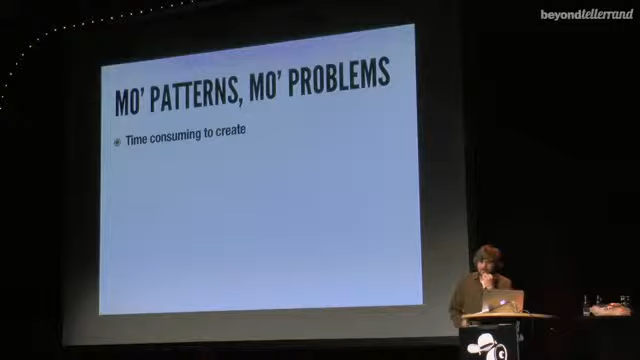 beyondtellerrand
MO' PATTERNS, MO' PROBLEMS
Time consuming to create